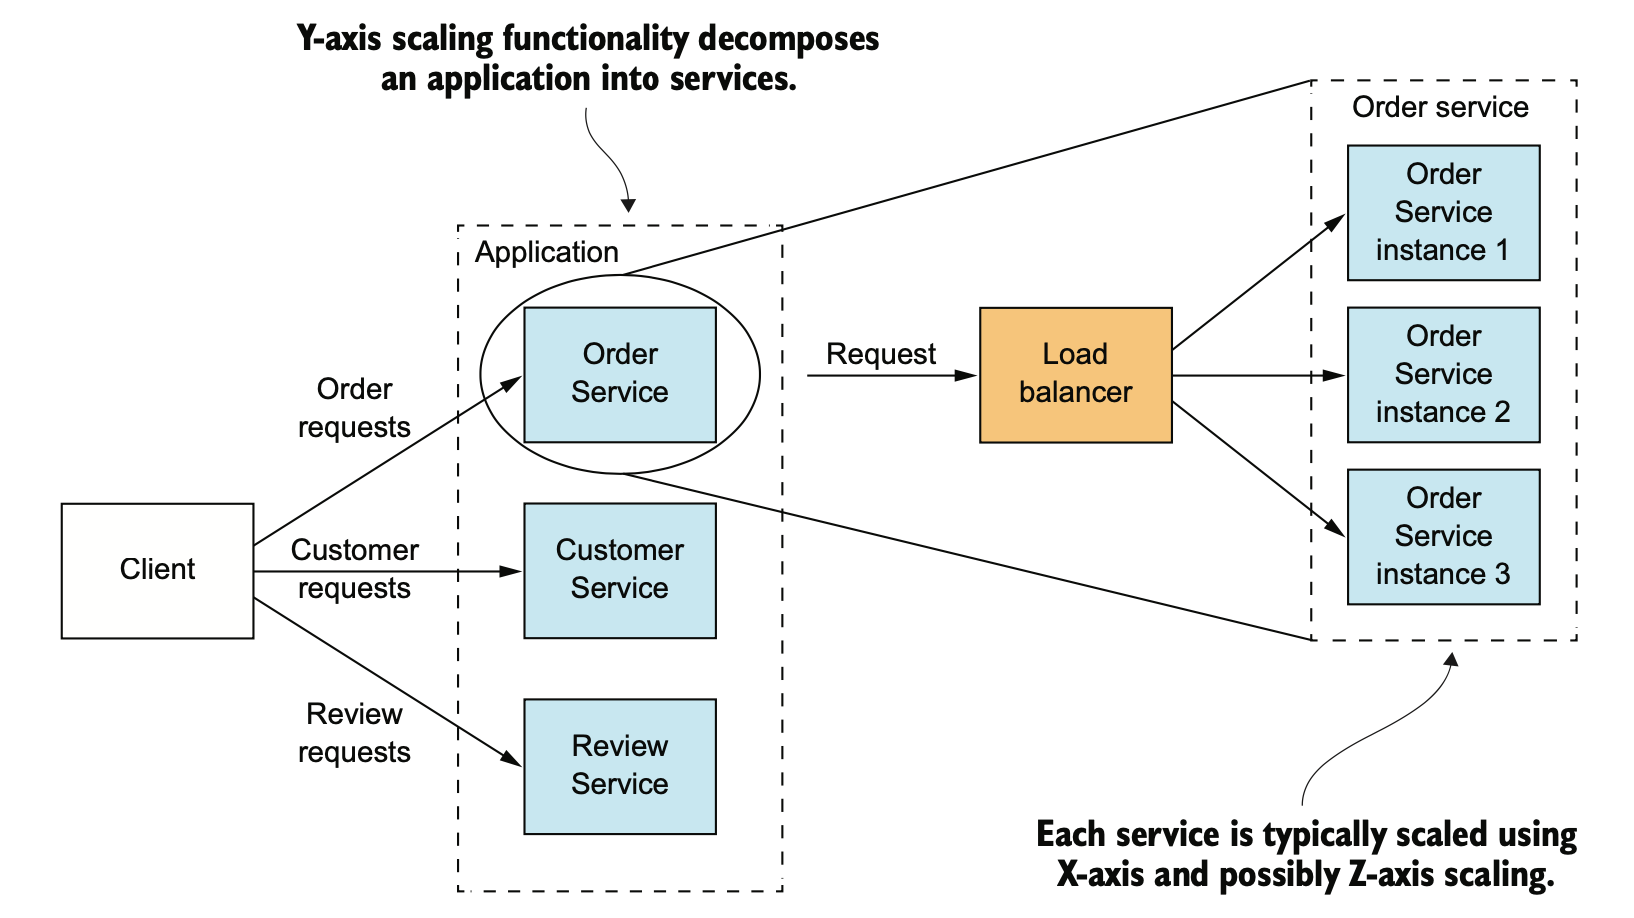 Y-axis scaling functionality decomposes
an application into services.
Application
Order
Service
Order
requests
Client
Customer
requests
Customer
Service
Review
requests
Review
Service
Request
Load
balancer
Order service
Order
Service
instance 1
Order
Service
instance 2
Order
Service
instance 3
Each service is typically scaled using
X-axis and possibly Z-axis scaling.